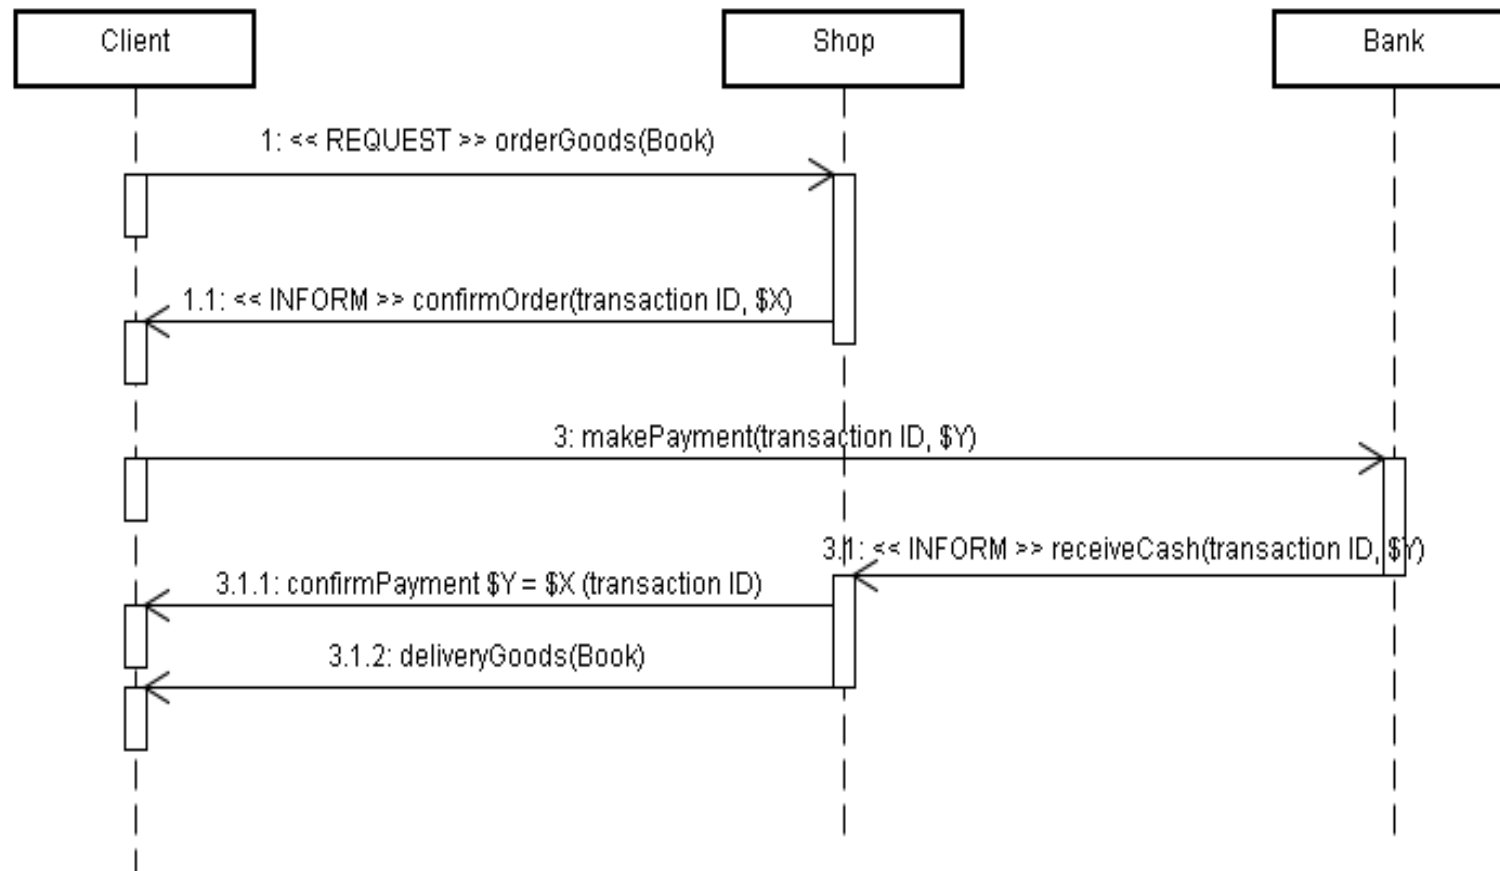 Client
Shop
Bank
1: << REQUEST >> orderGoods(Book)
1.1: << INFORM >> confirmOrder(transaction ID, $X)
3: makePayment(transaction ID, $Y)
3.1: << INFORM >> receiveCash(transaction ID, $Y)
3.1.1: confirmPayment $Y = $X (transaction ID)
3.1.2: deliveryGoods(Book)